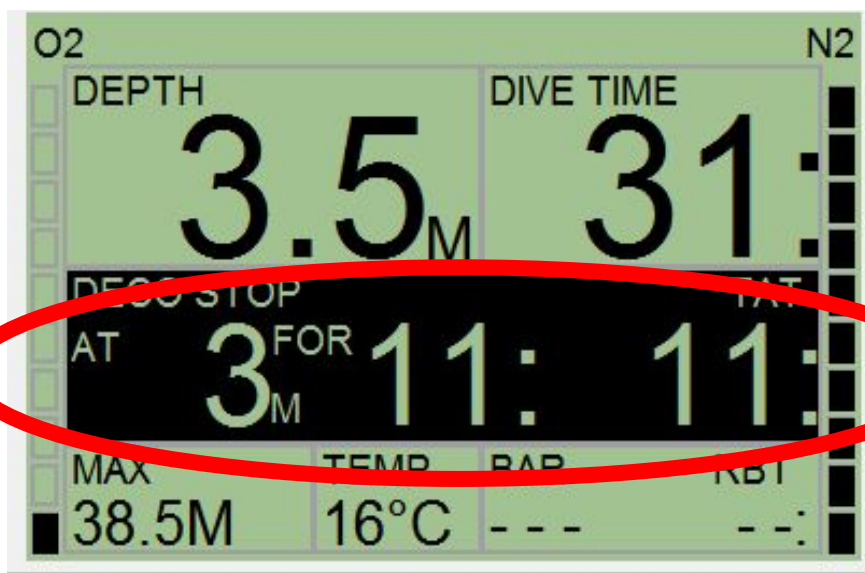 O2 N2
DEPTH DIVE TIME
3.5M 31:
DECO STOP TAT
AT 3M FOR 11: 11:
MAX TEMP BAR RBT
38.5M 16°C - - - - -: